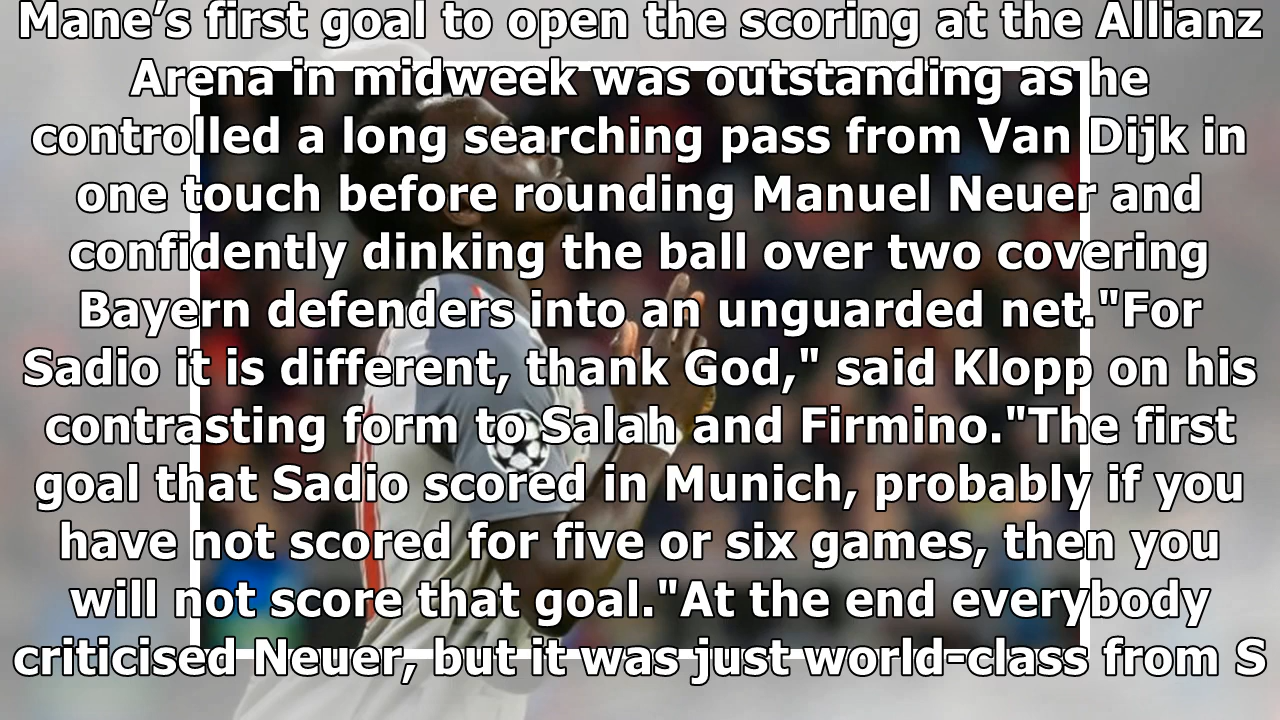 Mane’s first goal to open the scoring at the Allianz
Arena in midweek was outstanding as he
controlled a long searching pass from Van Dijk in
one touch before rounding Manuel Neuer and
confidently dinking the ball over two covering
Bayern defenders into an unguarded net."For
Sadio it is different, thank God," said Klopp on his
contrasting form to Salah and Firmino."The first
goal that Sadio scored in Munich, probably if you
have not scored for five or six games, then you
will not score that goal."At the end everybody
criticised Neuer, but it was just world-class from S